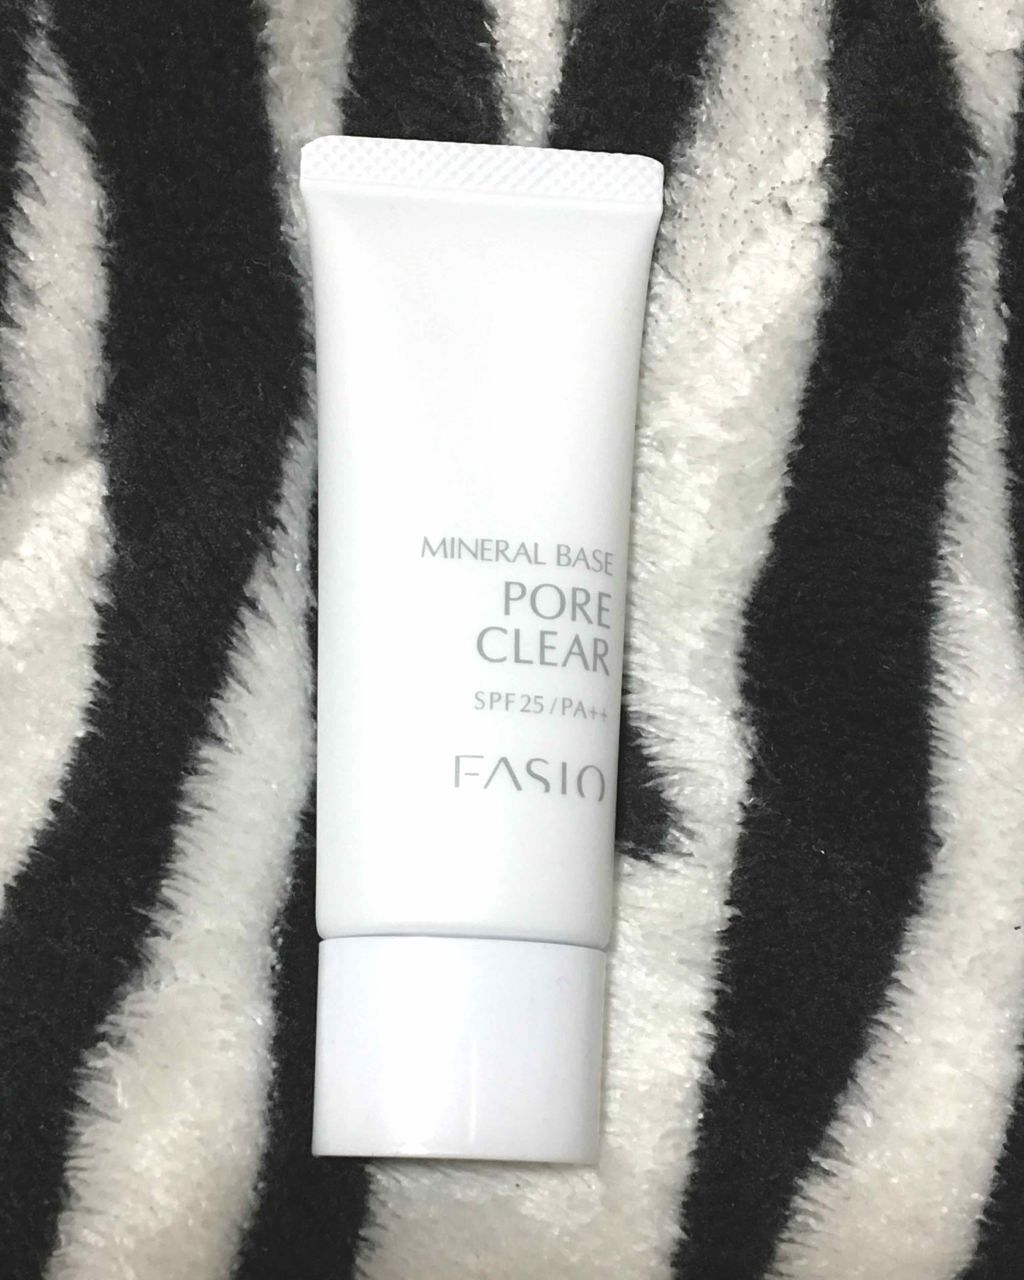 MINERAL BASE
PORE
CLEAR
SPF25/PA++
FASIO